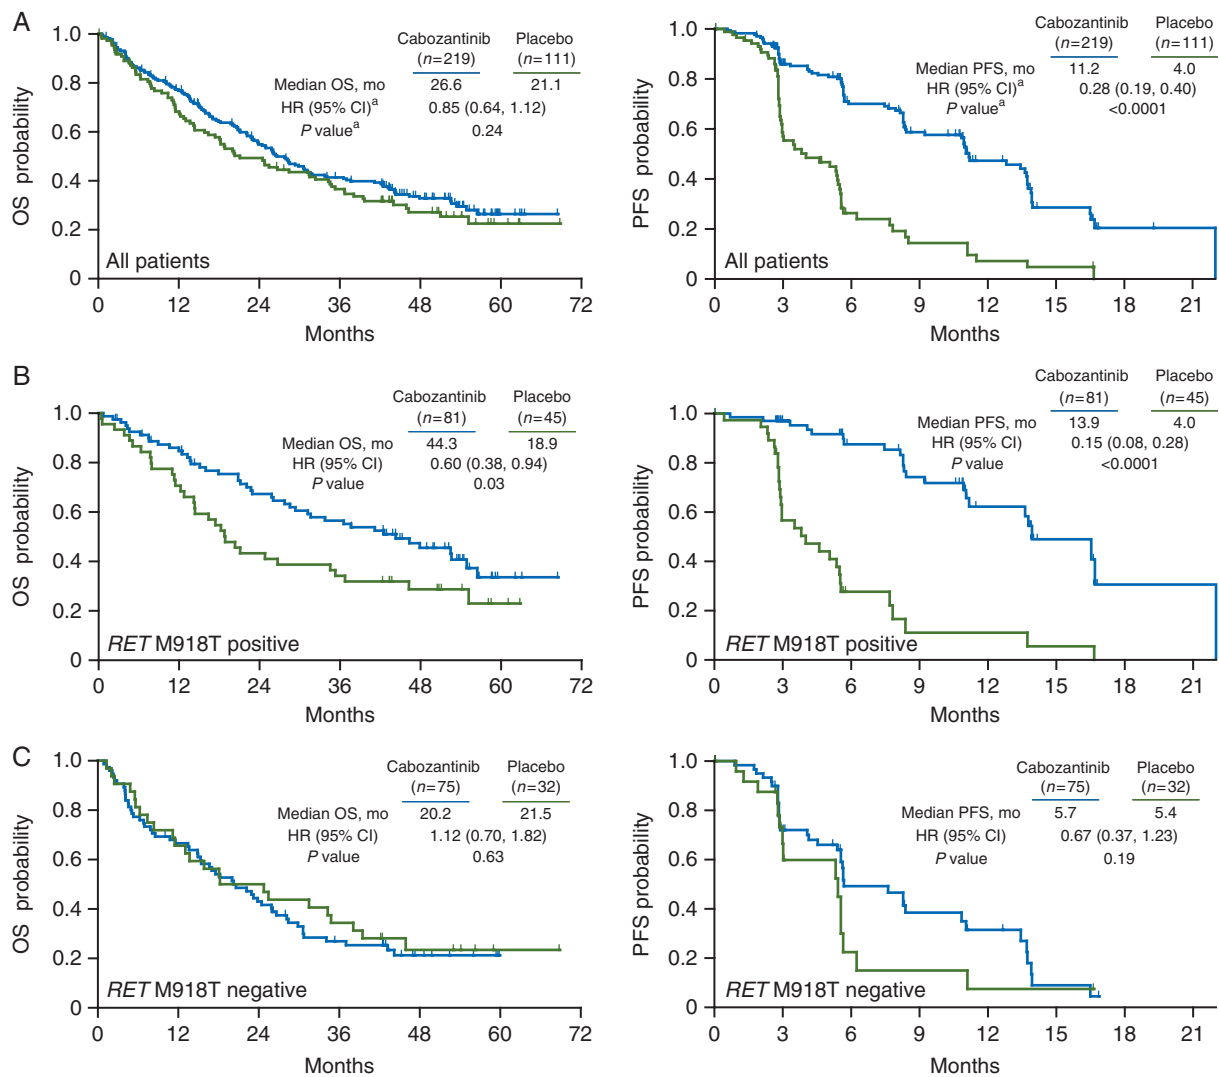 A
Cabozantinib Placebo
(n=219) (n=111)
Median OS, mo 26.6 21.1
HR (95% CI)a 0.85 (0.64, 1.12)
P valuea 0.24
1.0
0.8
0.6
0.4
0.2
0
OS probability
All patients
0 12 24 36 48 60 72
Months
Cabozantinib Placebo
(n=219) (n=111)
Median PFS, mo 11.2 4.0
HR (95% CI)a 0.28 (0.19, 0.40)
P valuea <0.0001
1.0
0.8
0.6
0.4
0.2
0
PFS probability
All patients
0 3 6 9 12 15 18 21
Months
B
Cabozantinib Placebo
(n=81) (n=45)
Median OS, mo 44.3 18.9
HR (95% CI) 0.60 (0.38, 0.94)
P value 0.03
1.0
0.8
0.6
0.4
0.2
0
OS probability
RET M918T positive
0 12 24 36 48 60 72
Months
Cabozantinib Placebo
(n=81) (n=45)
Median PFS, mo 13.9 4.0
HR (95% CI) 0.15 (0.08, 0.28)
P value <0.0001
1.0
0.8
0.6
0.4
0.2
0
PFS probability
RET M918T positive
0 3 6 9 12 15 18 21
Months
C
Cabozantinib Placebo
(n=75) (n=32)
Median OS, mo 20.2 21.5
HR (95% CI) 1.12 (0.70, 1.82)
P value 0.63
1.0
0.8
0.6
0.4
0.2
0
OS probability
RET M918T negative
0 12 24 36 48 60 72
Months
Cabozantinib Placebo
(n=75) (n=32)
Median PFS, mo 5.7 5.4
HR (95% CI) 0.67 (0.37, 1.23)
P value 0.19
1.0
0.8
0.6
0.4
0.2
0
PFS probability
RET M918T negative
0 3 6 9 12 15 18 21
Months